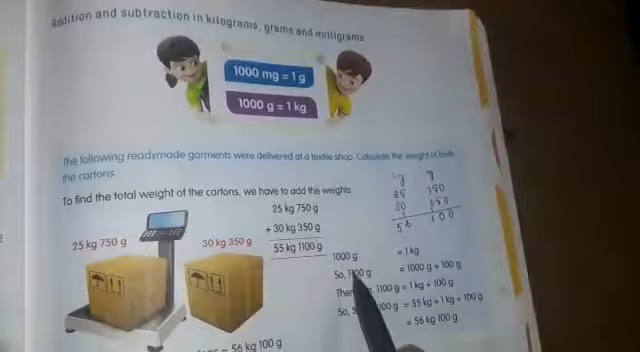 Addition and subtraction in kilograms, grams and milligrams
1000 mg = 1 g
1000 g = 1 kg
The following readymade garments were delivered at a textile shop. Calculate the weight of both
the cartons.
To find the total weight of the cartons, we have to add the weights
25 kg 750 g
+ 30 kg 350 g
55 kg 1100 g
g
30
56 100
25 kg 750 g
30 kg 350 g
1000 g = 1 kg
So, 1100 g = 1000 g + 100 g
1100 g = 1 kg + 100 g
So, 100 g = 55 kg + 1 kg + 100 g
= 56 kg 100 g
= 56 kg 100 g